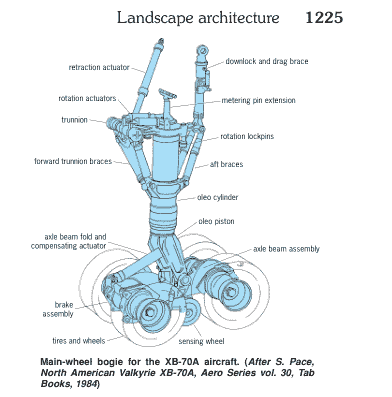 Landscape architecture 1225
retraction actuator
downlock and drag brace
rotation actuators
metering pin extension
trunnion
rotation lockpins
forward trunnion braces
aft braces
oleo cylinder
oleo piston
axle beam fold and
compensating actuator
axle beam assembly
brake
assembly
tires and wheels
sensing wheel
Main-wheel bogie for the XB-70A aircraft. (After S. Pace,
North American Valkyrie XB-70A, Aero Series vol. 30, Tab
Books, 1984)